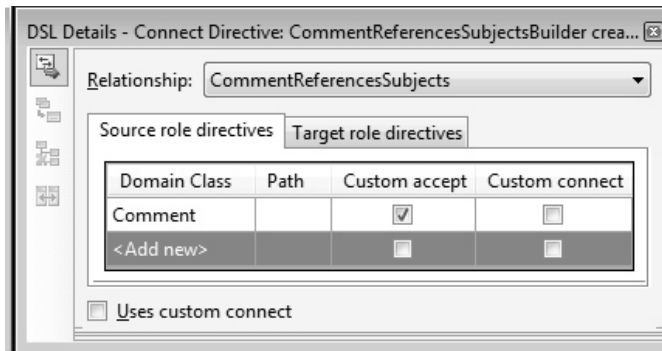 DSL Details - Connect Directive: CommentReferencesSubjectsBuilder crea...
Relationship: CommentReferencesSubjects
Source role directives Target role directives
Domain Class Path Custom accept Custom connect
Comment
<Add new>
Uses custom connect